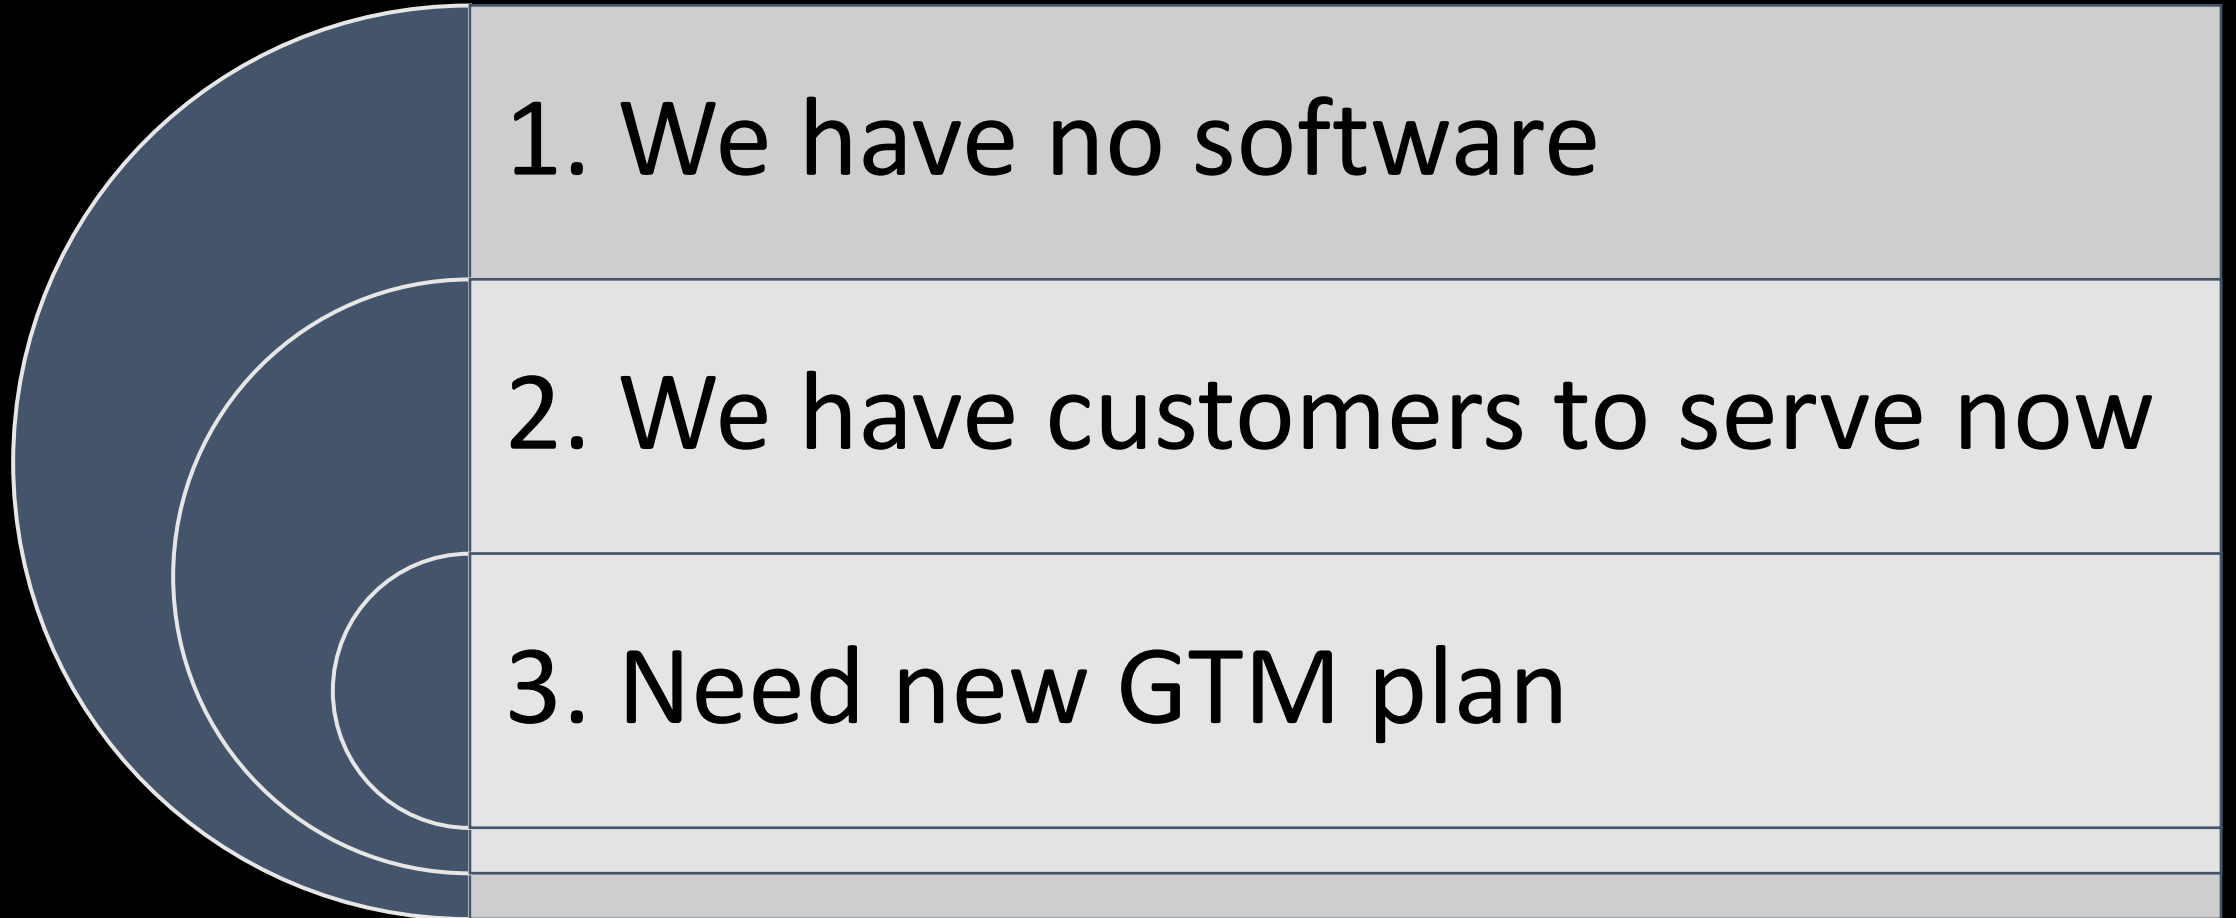 1. We have no software
2. We have customers to serve now
3. Need new GTM plan